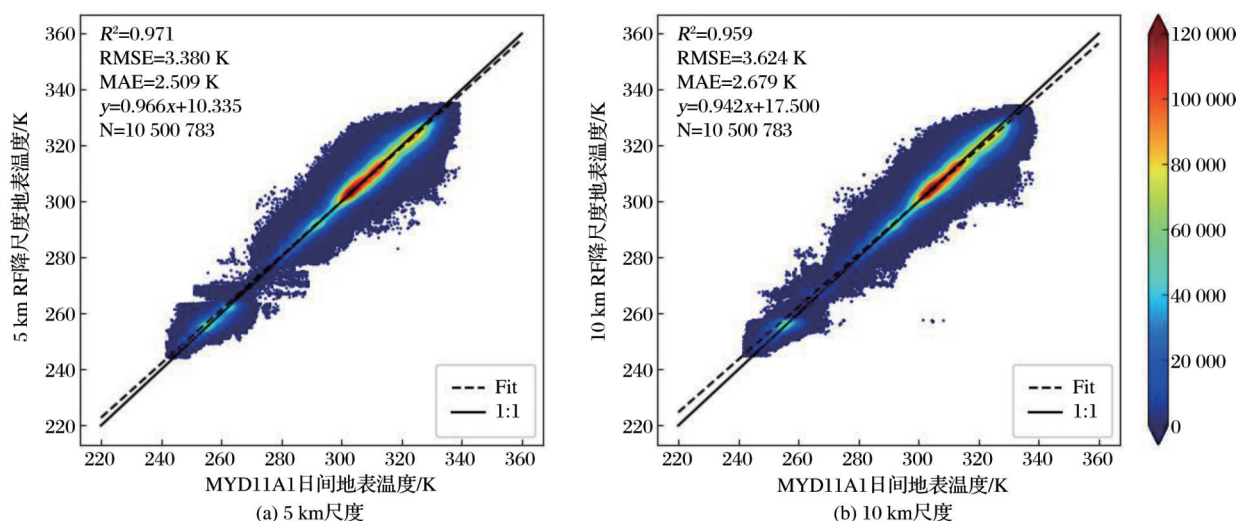 R²=0.971
RMSE=3.380 K
MAE=2.509 K
y=0.966x+10.335
N=10 500 783
360
340
320
300
280
260
240
220
5 km RF降尺度地表温度/K
Fit
1:1
220 240 260 280 300 320 340 360
MYD11A1日间地表温度/K
(a) 5 km尺度
R²=0.959
RMSE=3.624 K
MAE=2.679 K
y=0.942x+17.500
N=10 500 783
360
340
320
300
280
260
240
220
10 km RF降尺度地表温度/K
Fit
1:1
220 240 260 280 300 320 340 360
MYD11A1日间地表温度/K
(b) 10 km尺度
120 000
100 000
80 000
60 000
40 000
20 000
0